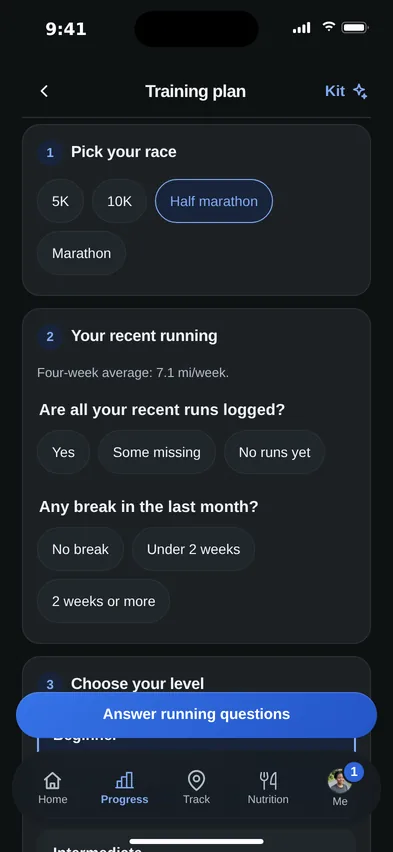 9:41
Training plan
Kit
1 Pick your race
5K
10K
Half marathon
Marathon
2 Your recent running
Four-week average: 7.1 mi/week.
Are all your recent runs logged?
Yes
Some missing
No runs yet
Any break in the last month?
No break
Under 2 weeks
2 weeks or more
3 Choose your level
Answer running questions
Beginner
Home
Progress
Track
Nutrition
Me
1
Intermediate